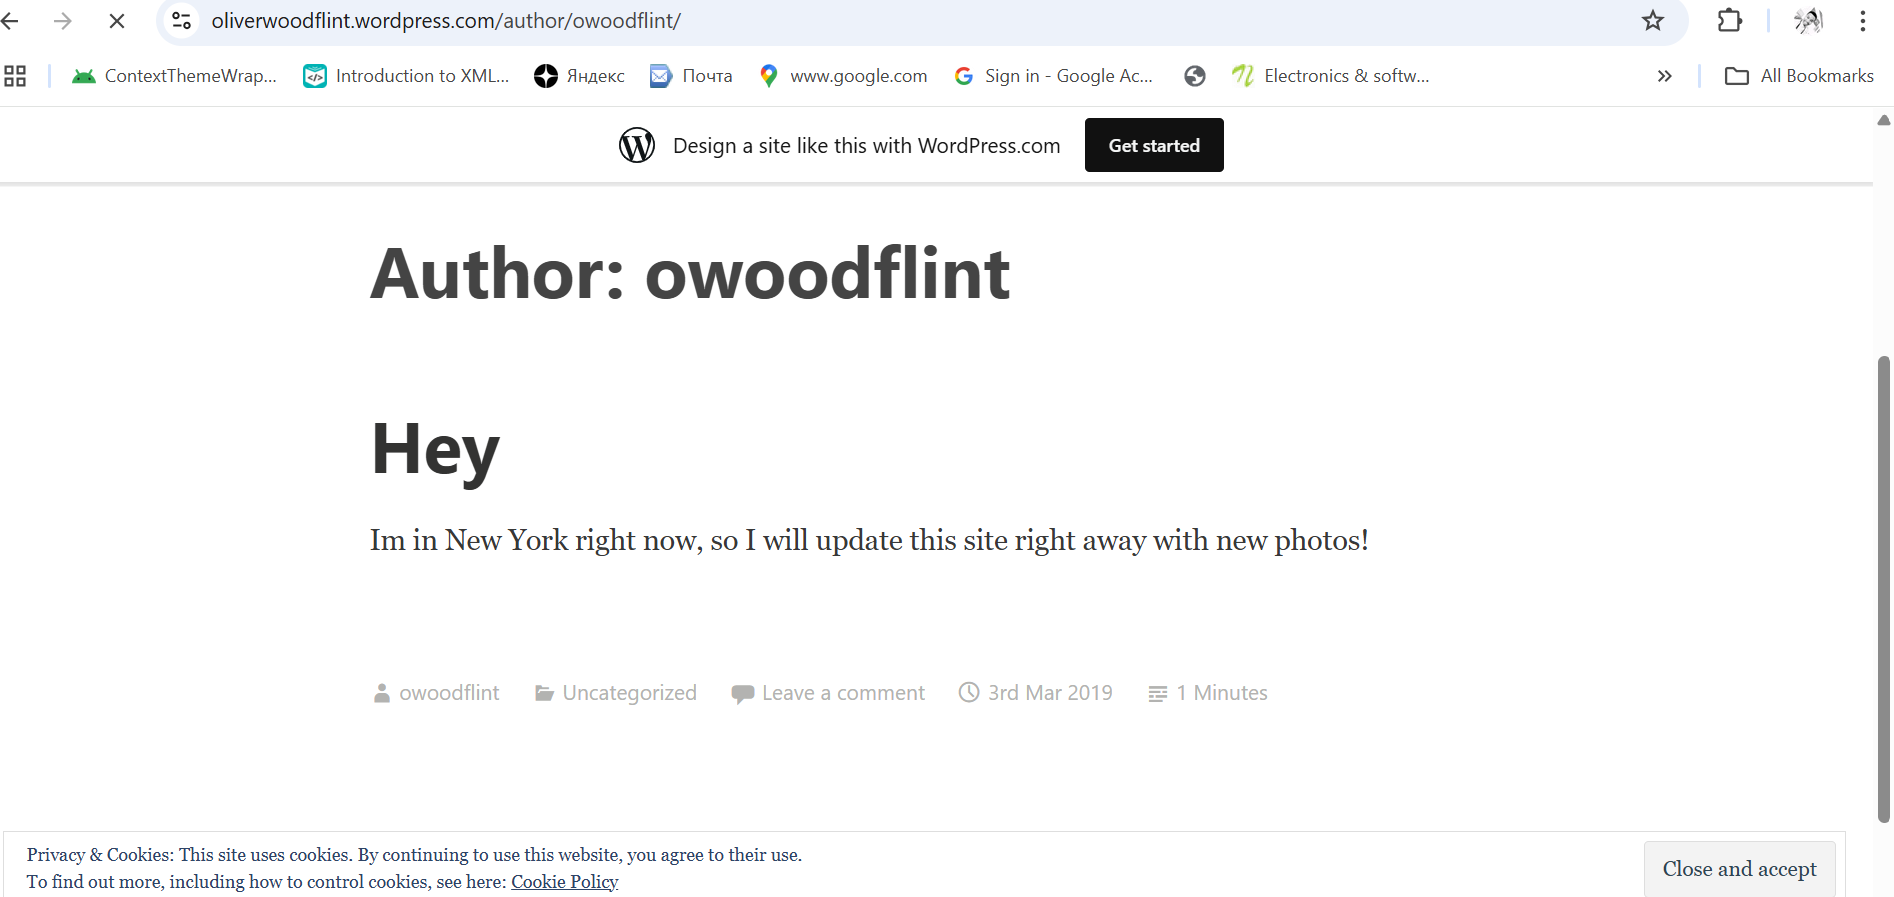 oliverwoodflint.wordpress.com/author/owoodflint/
ContextThemeWrap... Introduction to XML... Яндекс Почта www.google.com Sign in - Google Ac... Electronics & softw... » All Bookmarks
Design a site like this with WordPress.com Get started
Author: owoodflint
Hey
Im in New York right now, so I will update this site right away with new photos!
owoodflint Uncategorized Leave a comment 3rd Mar 2019 1 Minutes
Privacy & Cookies: This site uses cookies. By continuing to use this website, you agree to their use.
To find out more, including how to control cookies, see here: Cookie Policy
Close and accept